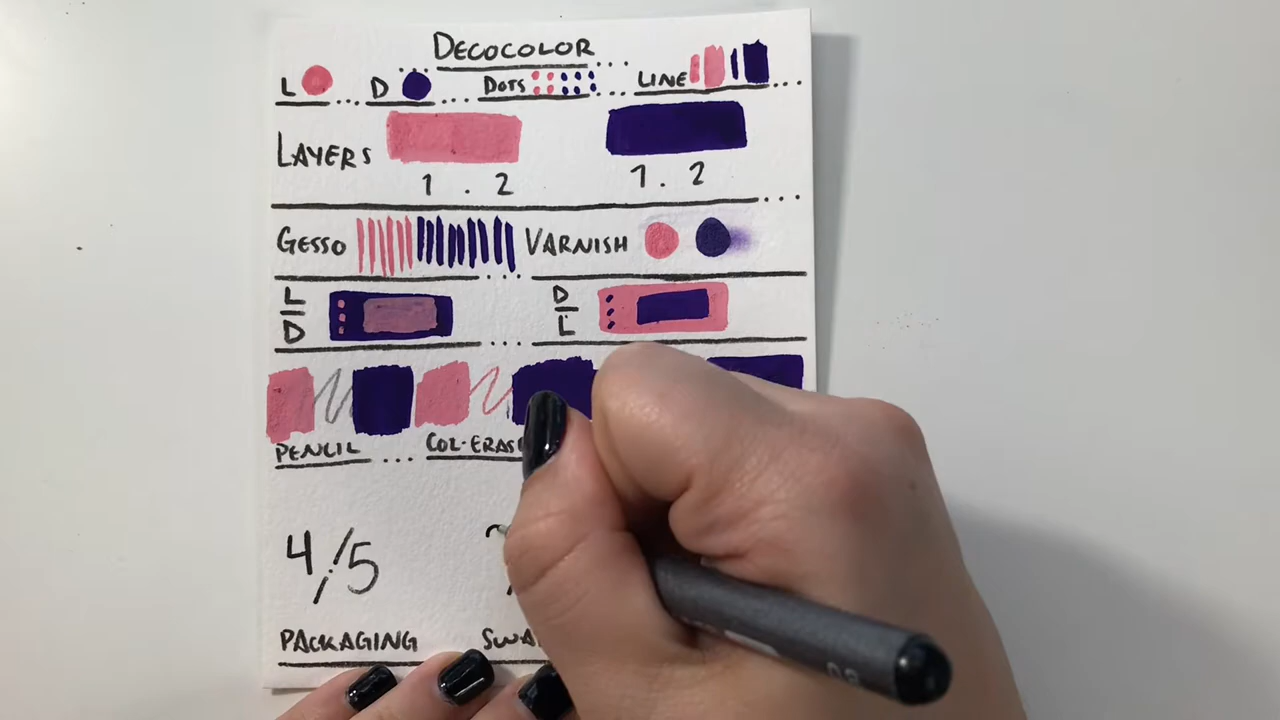 DECOCOLOR
L D DOTS LINE
LAYERS
1 . 2 1 . 2
GESSO VARNISH
L D
D L
PENCIL
4/5
PACKAGING